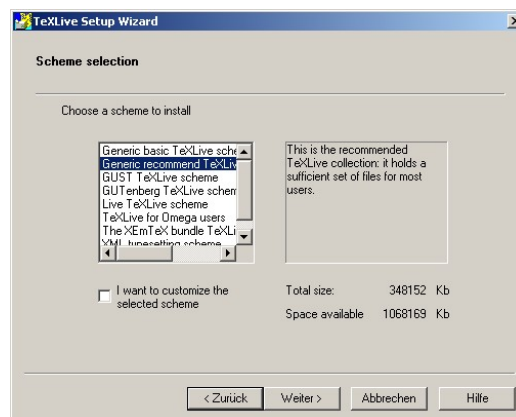 TeXLive Setup Wizard
Scheme selection
Choose a scheme to install
Generic basic TeXLive sche
Generic recommend TeXLiv
GUST TeXLive scheme
GUTenberg TeXLive schem
Live TeXLive scheme
TeXLive for Omega users
The XEmTeX bundle TeXLi
XML typesetting scheme
This is the recommended
TeXLive collection: it holds a
sufficient set of files for most
users.
I want to customize the
selected scheme
Total size: 348152 Kb
Space available 1068169 Kb
< Zurück Weiter > Abbrechen Hilfe